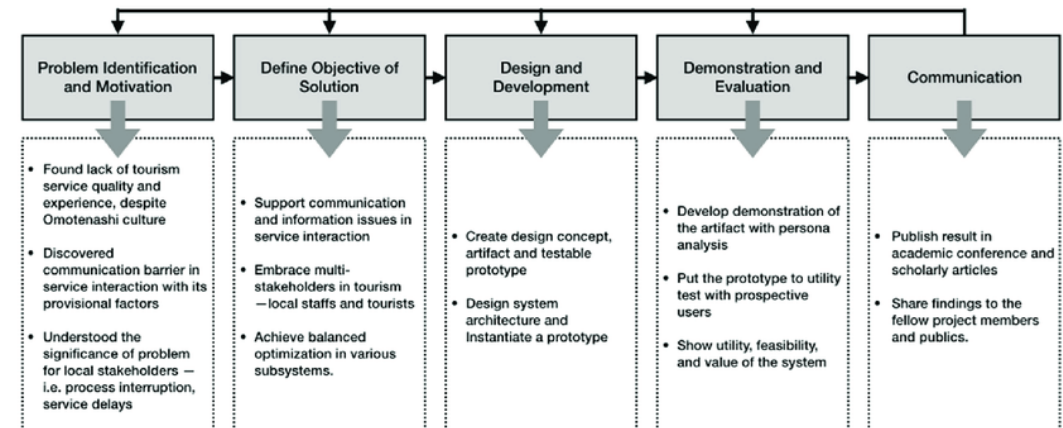 Problem Identification
and Motivation
Define Objective of
Solution
Design and
Development
Demonstration and
Evaluation
Communication
• Found lack of tourism
service quality and
experience, despite
Omotenashi culture
• Discovered
communication barrier in
service interaction with its
provisional factors
• Understood the
significance of problem
for local stakeholders —
i.e. process interruption,
service delays
• Support communication
and information issues in
service interaction
• Embrace multi-
stakeholders in tourism
—local staffs and tourists
• Achieve balanced
optimization in various
subsystems.
• Create design concept,
artifact and testable
prototype
• Design system
architecture and
Instantiate a prototype
• Develop demonstration of
the artifact with persona
analysis
• Put the prototype to utility
test with prospective
users
• Show utility, feasibility,
and value of the system
• Publish result in
academic conference and
scholarly articles
• Share findings to the
fellow project members
and publics.